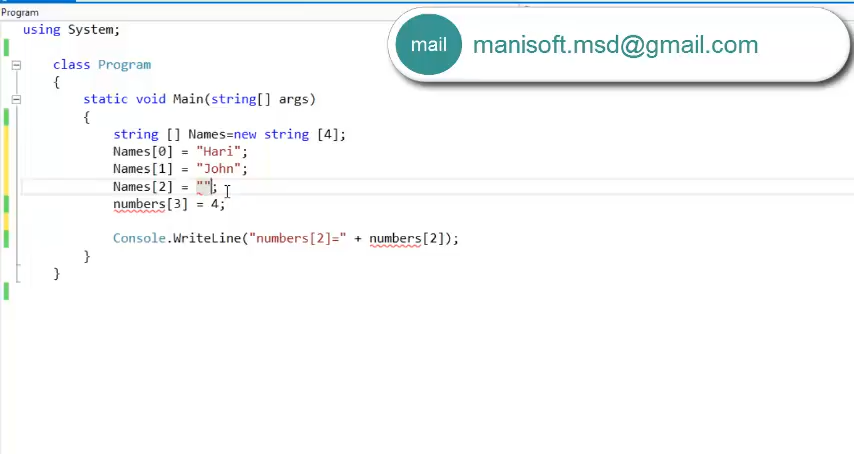 Program
mail manisoft.msd@gmail.com
using System;
class Program
{
static void Main(string[] args)
{
string [] Names=new string [4];
Names[0] = "Hari";
Names[1] = "John";
Names[2] = "";
numbers[3] = 4;
Console.WriteLine("numbers[2]=" + numbers[2]);
}
}